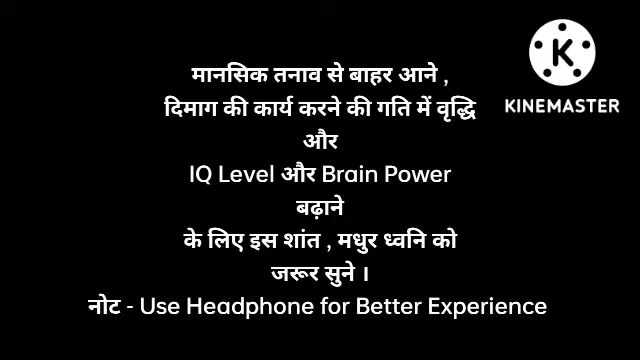 मानसिक तनाव से बाहर आने ,
दिमाग की कार्य करने की गति में वृद्धि
और
IQ Level और Brain Power
बढ़ाने
के लिए इस शांत , मधुर ध्वनि को
जरूर सुने ।
नोट - Use Headphone for Better Experience
K
KINEMASTER